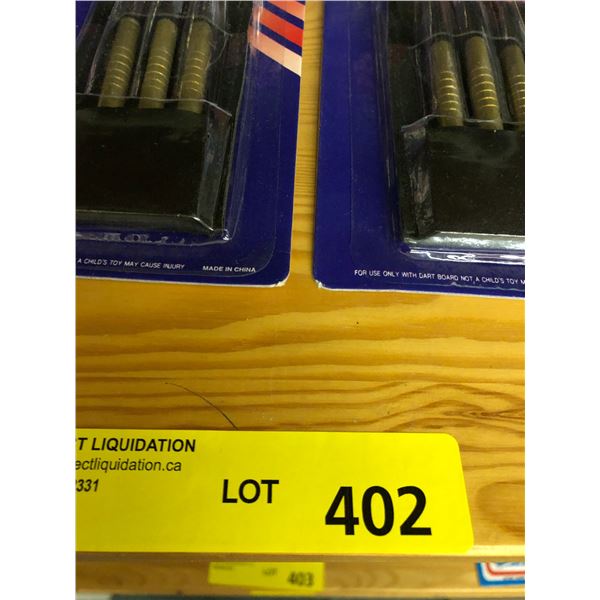 A CHILD'S TOY MAY CAUSE INJURY MADE IN CHINA
FOR USE ONLY WITH DART BOARD NOT A CHILD'S TOY M
CT LIQUIDATION
ectliquidation.ca
331
LOT 402
LOT 403